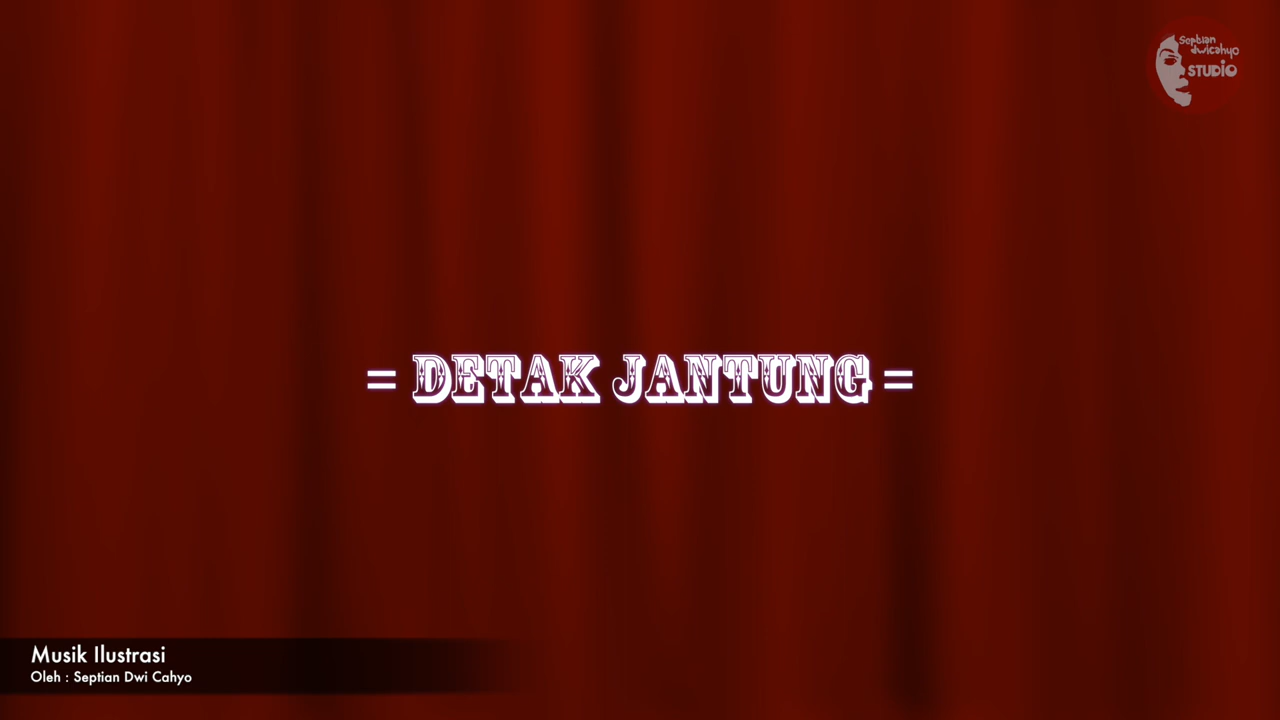 Septian
dwicahyo
STUDIO
= DETAK JANTUNG =
Musik Ilustrasi
Oleh : Septian Dwi Cahyo